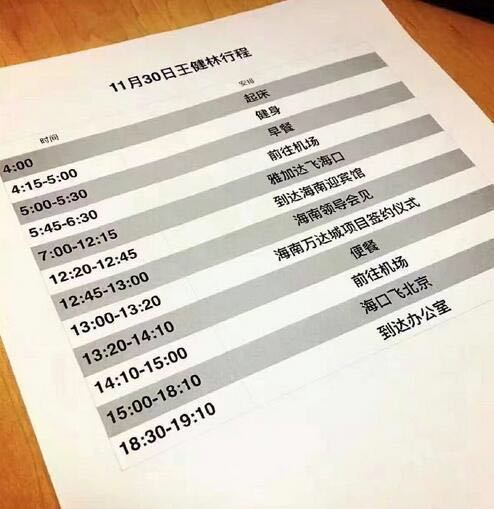 11月30日王健林行程
时间 安排
4:00 起床
4:15-5:00 健身
5:00-5:30 早餐
5:45-6:30 前往机场
7:00-12:15 雅加达飞海口
12:20-12:45 到达海南迎宾馆
12:45-13:00 海南领导会见
13:00-13:20 海南万达城项目签约仪式
13:20-14:10 便餐
14:10-15:00 前往机场
15:00-18:10 海口飞北京
18:30-19:10 到达办公室